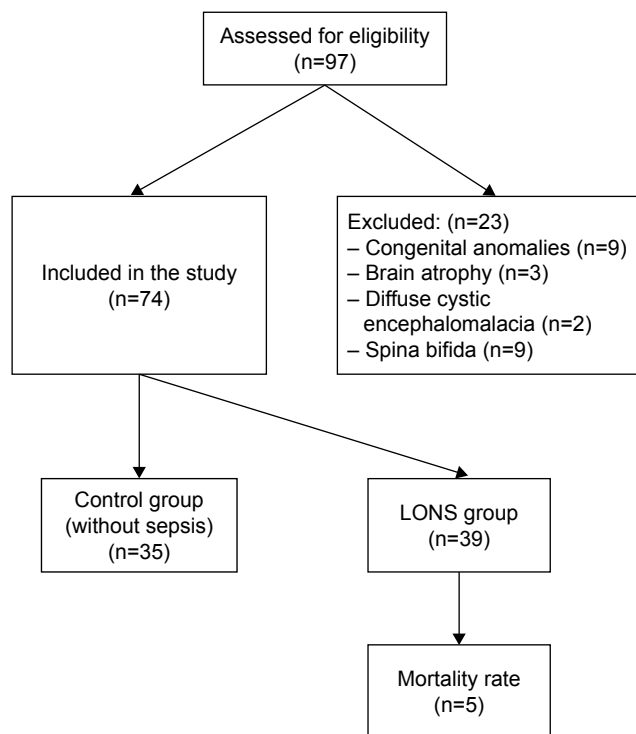 Assessed for eligibility
(n=97)
Included in the study
(n=74)
Excluded: (n=23)
– Congenital anomalies (n=9)
– Brain atrophy (n=3)
– Diffuse cystic
encephalomalacia (n=2)
– Spina bifida (n=9)
Control group
(without sepsis)
(n=35)
LONS group
(n=39)
Mortality rate
(n=5)